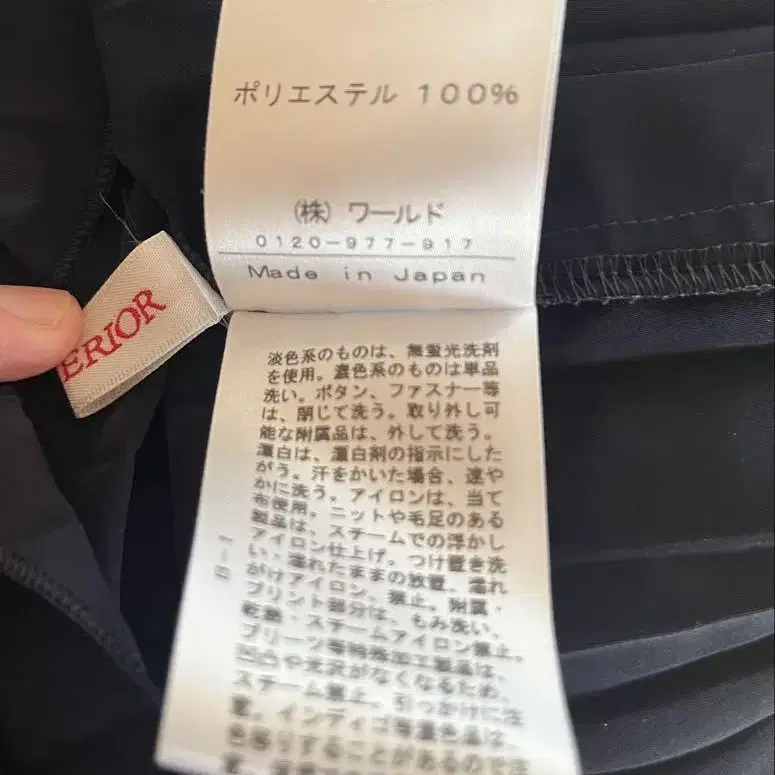 ポリエステル 100%
(株) ワールド
0120-977-917
Made in Japan
ERIOR
淡色系のものは、無蛍光洗剤
を使用。濃色系のものは単品
洗い。ボタン、ファスナー等
は、閉じて洗う。取り外し可
能な附属品は、外して洗う。
漂白は、漂白剤の指示にした
がう。汗をかいた場合、速や
かに洗う。アイロンは、当て
布使用。ニットや毛足のある
製品は、スチームでの浮かし
アイロン仕上げ。つけ置き洗
い・濡れたままの放置、濡れ
がけアイロン、禁止。附属・
プリント部分は、もみ洗い、
乾熱・スチームアイロン禁止。
プリーツ等特殊加工製品は、
凹凸や光沢がなくなるため、
スチーム禁止。引っかけに注
意。インディゴ等濃色品は、
色移りすることがあるので注